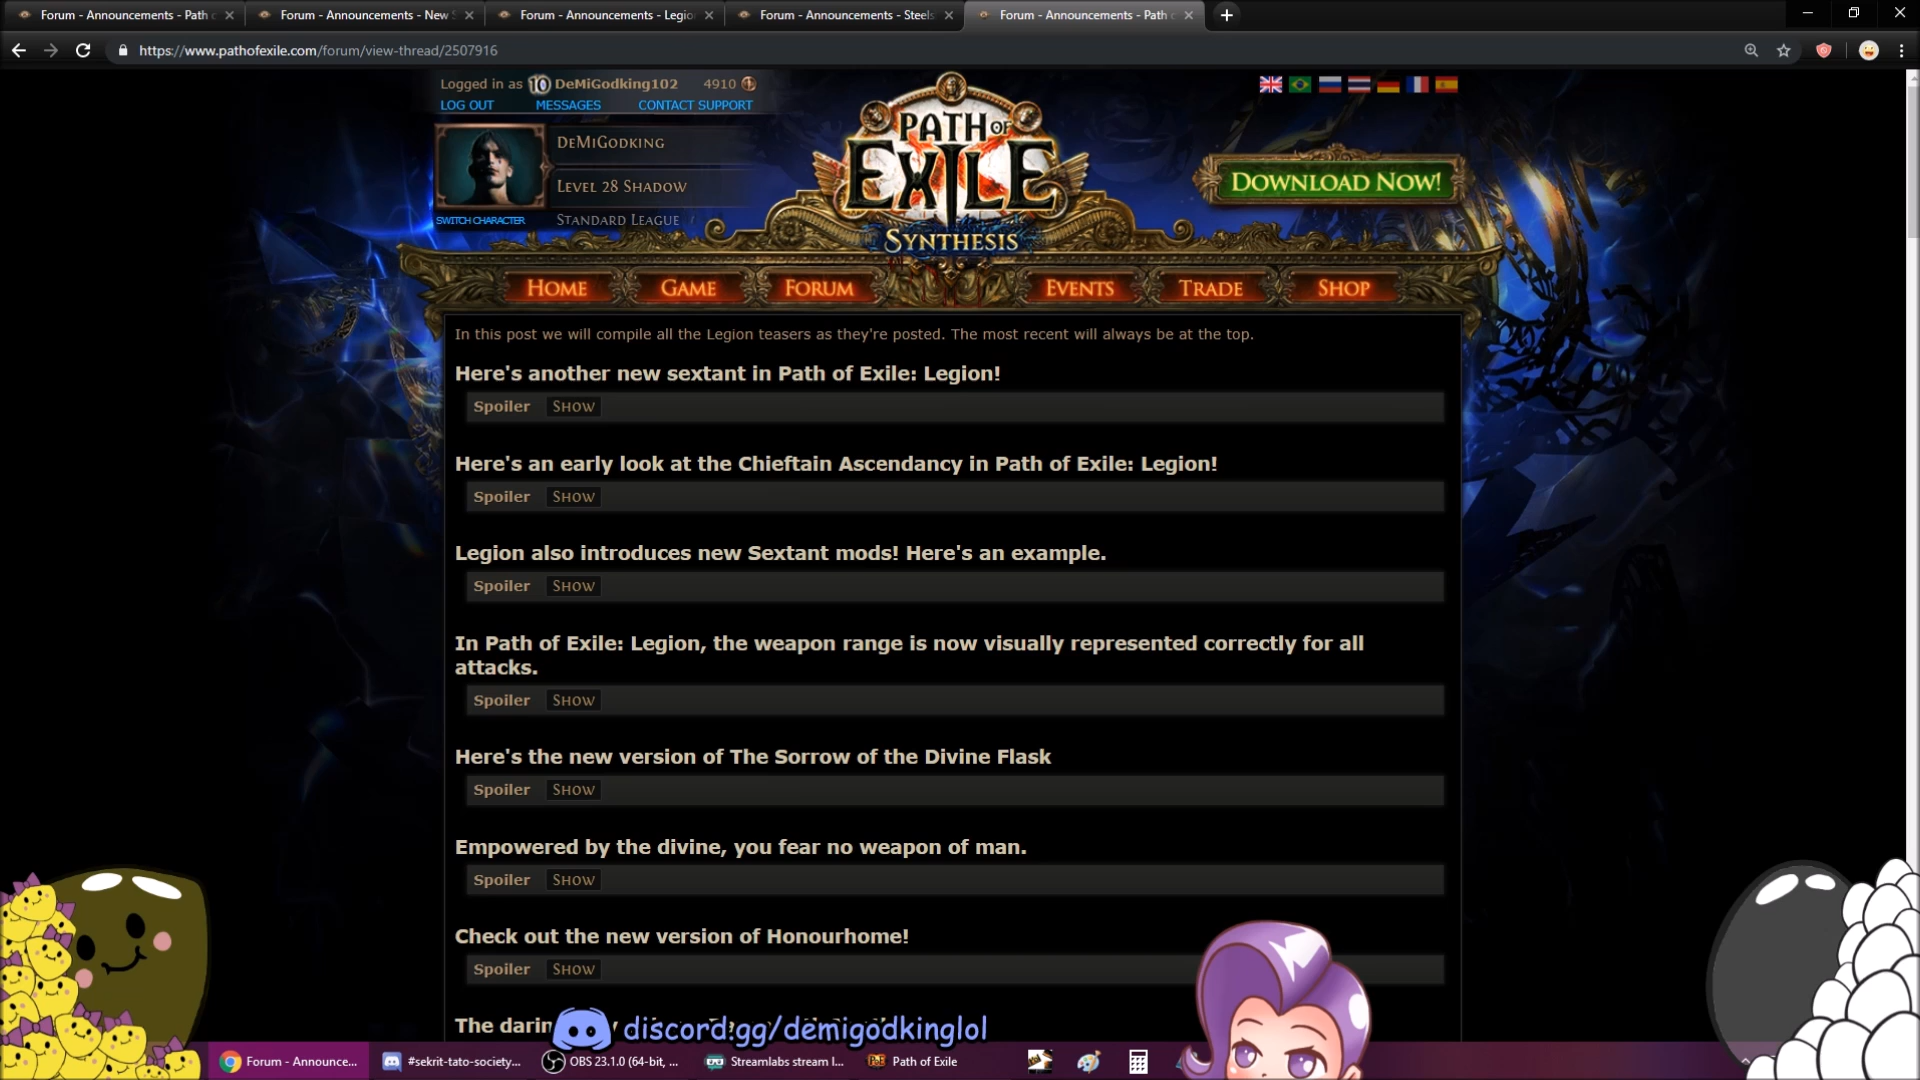 Forum - Announcements - Path
Forum - Announcements - New
Forum - Announcements - Legio
Forum - Announcements - Steels
Forum - Announcements - Path
https://www.pathofexile.com/forum/view-thread/2507916
Logged in as 10 DeMiGodking102 4910
LOG OUT MESSAGES CONTACT SUPPORT
DeMiGodking
Level 28 Shadow
SWITCH CHARACTER Standard League
PATH OF
EXILE
SYNTHESIS
DOWNLOAD NOW!
HOME GAME FORUM EVENTS TRADE SHOP
In this post we will compile all the Legion teasers as they're posted. The most recent will always be at the top.
Here's another new sextant in Path of Exile: Legion!
Spoiler Show
Here's an early look at the Chieftain Ascendancy in Path of Exile: Legion!
Spoiler Show
Legion also introduces new Sextant mods! Here's an example.
Spoiler Show
In Path of Exile: Legion, the weapon range is now visually represented correctly for all
attacks.
Spoiler Show
Here's the new version of The Sorrow of the Divine Flask
Spoiler Show
Empowered by the divine, you fear no weapon of man.
Spoiler Show
Check out the new version of Honourhome!
Spoiler Show
The darin
discord.gg/demigodkinglol
Forum - Announce...
#sekrit-tato-society...
OBS 23.1.0 (64-bit, ...
Streamlabs stream l...
Path of Exile